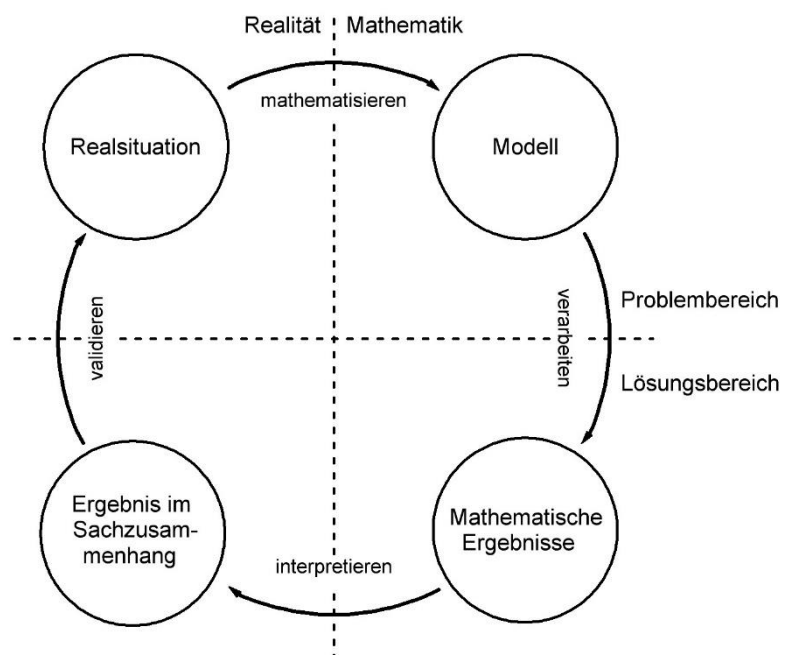 Realität Mathematik
mathematisieren
Realsituation
Modell
validieren
verarbeiten
Problembereich
Lösungsbereich
Ergebnis im
Sachzusam-
menhang
Mathematische
Ergebnisse
interpretieren